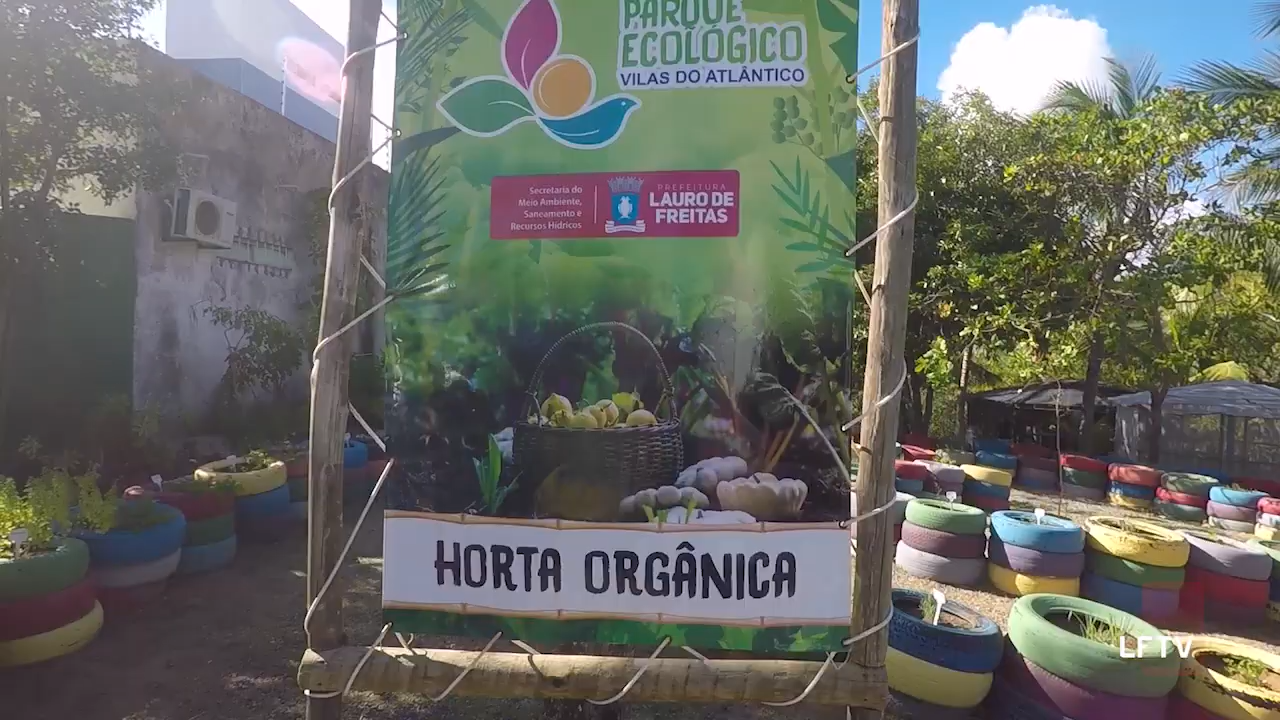 PARQUE
ECOLÓGICO
VILAS DO ATLÂNTICO
Secretaria do
Meio Ambiente,
Saneamento e
Recursos Hídricos
PREFEITURA
LAURO DE
FREITAS
HORTA ORGÂNICA
LFTV